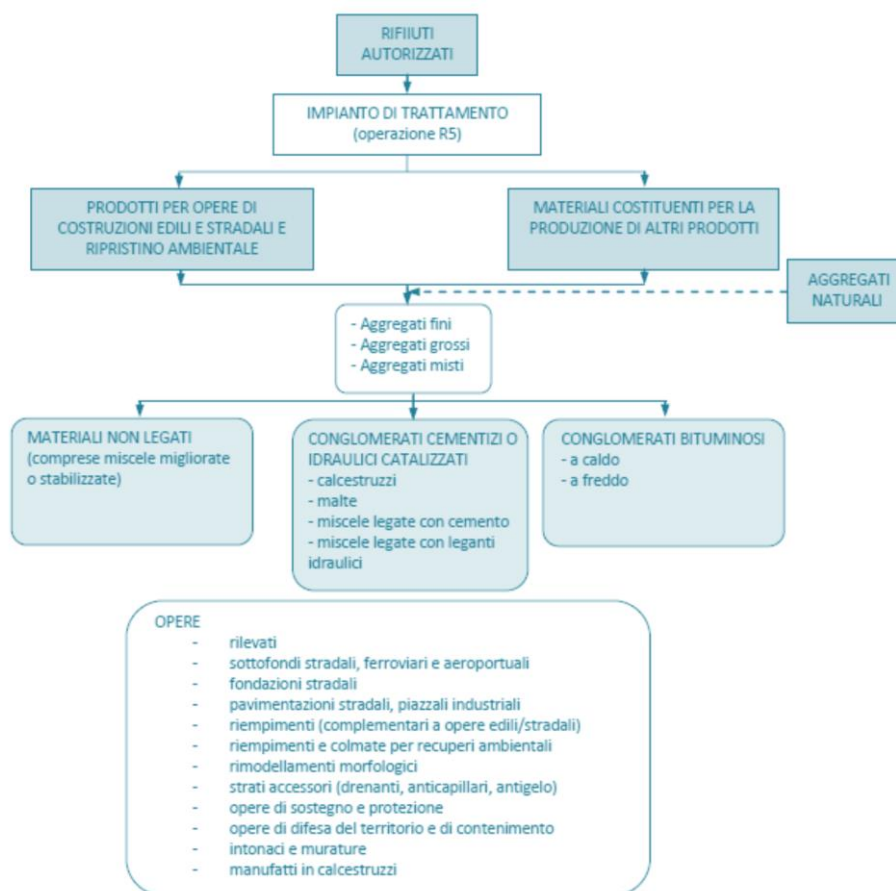 RIFIIUTI
AUTORIZZATI
IMPIANTO DI TRATTAMENTO
(operazione R5)
PRODOTTI PER OPERE DI
COSTRUZIONI EDILI E STRADALI E
RIPRISTINO AMBIENTALE
MATERIALI COSTITUENTI PER LA
PRODUZIONE DI ALTRI PRODOTTI
AGGREGATI
NATURALI
- Aggregati fini
- Aggregati grossi
- Aggregati misti
MATERIALI NON LEGATI
(comprese miscele migliorate
o stabilizzate)
CONGLOMERATI CEMENTIZI O
IDRAULICI CATALIZZATI
- calcestruzzi
- malte
- miscele legate con cemento
- miscele legate con leganti
idraulici
CONGLOMERATI BITUMINOSI
- a caldo
- a freddo
OPERE
- rilevati
- sottofondi stradali, ferroviari e aeroportuali
- fondazioni stradali
- pavimentazioni stradali, piazzali industriali
- riempimenti (complementari a opere edili/stradali)
- riempimenti e colmate per recuperi ambientali
- rimodellamenti morfologici
- strati accessori (drenanti, anticapillari, antigelo)
- opere di sostegno e protezione
- opere di difesa del territorio e di contenimento
- intonaci e murature
- manufatti in calcestruzzi